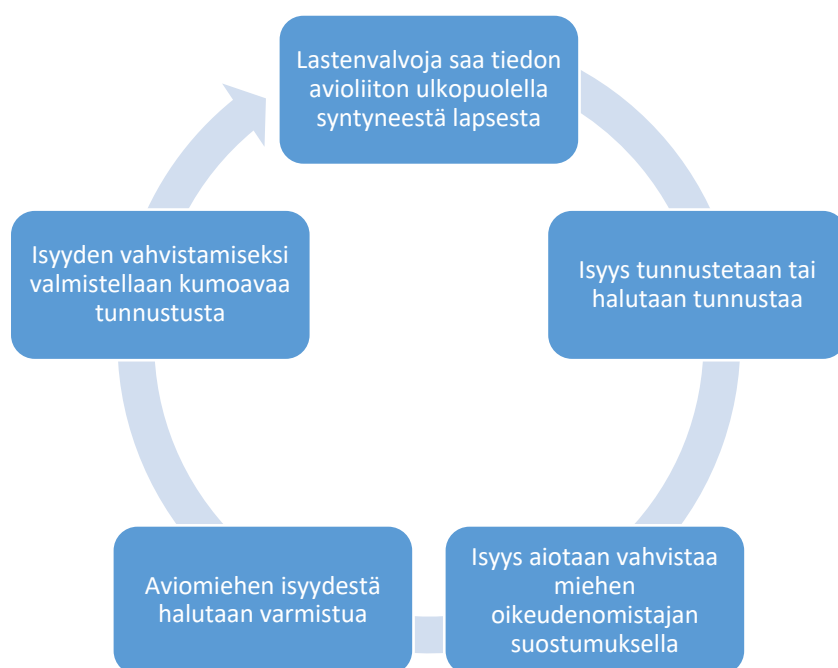 Lastenvalvoja saa tiedon
avioliiton ulkopuolella
syntyneestä lapsesta
Isyys tunnustetaan tai
halutaan tunnustaa
Isyys aiotaan vahvistaa
miehen
oikeudenomistajan
suostumuksella
Aviomiehen isyydestä
halutaan varmistua
Isyyden vahvistamiseksi
valmistellaan kumoavaa
tunnustusta